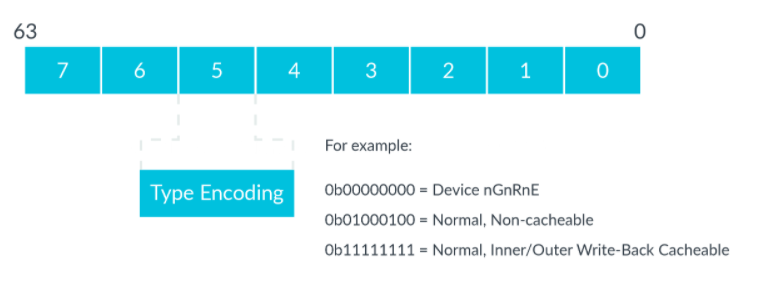 63 0
7 6 5 4 3 2 1 0
For example:
Type Encoding
0b00000000 = Device nGnRnE
0b01000100 = Normal, Non-cacheable
0b11111111 = Normal, Inner/Outer Write-Back Cacheable